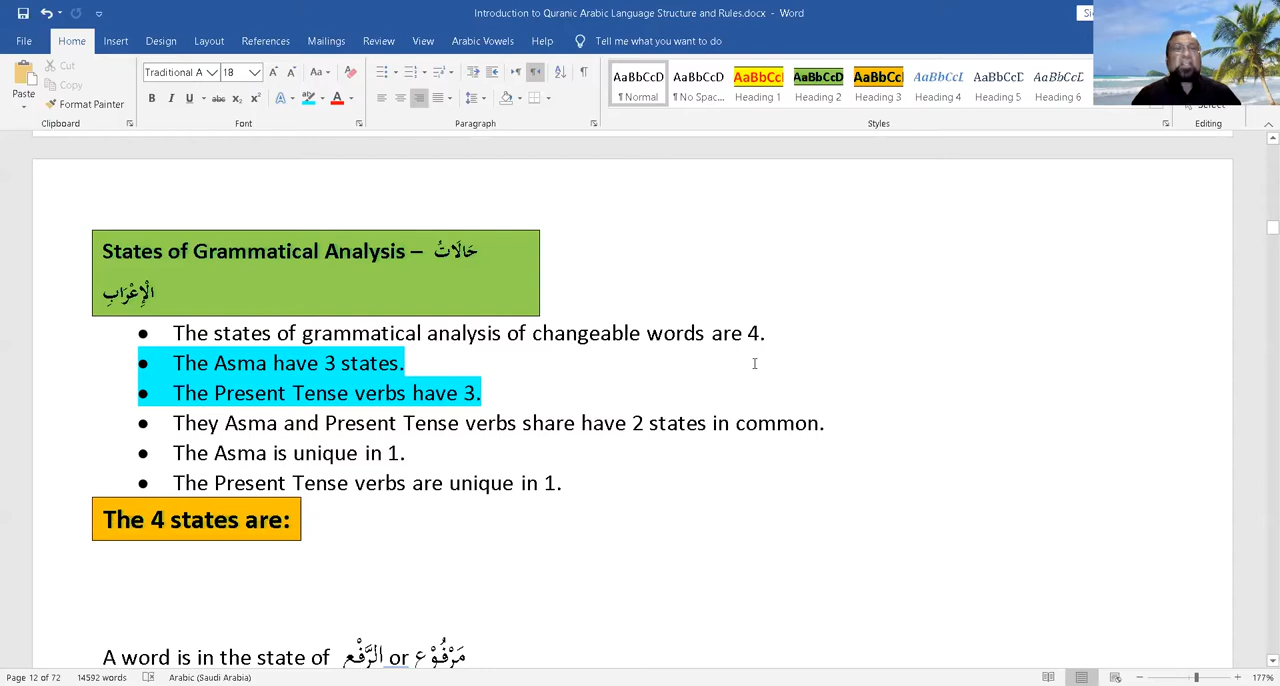 Introduction to Quranic Arabic Language Structure and Rules.docx - Word
File Home Insert Design Layout References Mailings Review View Arabic Vowels Help Tell me what you want to do
Paste
Cut
Copy
Format Painter
Traditional A 18
AaBbCcD AaBbCcD AaBbCc AaBbCcD AaBbCcI AaBbCcL AaBbCcD AaBbCcD
¶ Normal ¶ No Spac... Heading 1 Heading 2 Heading 3 Heading 4 Heading 5 Heading 6
Clipboard Font Paragraph Styles Editing
States of Grammatical Analysis – حَالَاتُ
الْإِعْرَابِ
• The states of grammatical analysis of changeable words are 4.
• The Asma have 3 states.
• The Present Tense verbs have 3.
• They Asma and Present Tense verbs share have 2 states in common.
• The Asma is unique in 1.
• The Present Tense verbs are unique in 1.
The 4 states are:
A word is in the state of الرَّفْع or مَرْفُوْع
Page 12 of 72 14592 words Arabic (Saudi Arabia) 177%